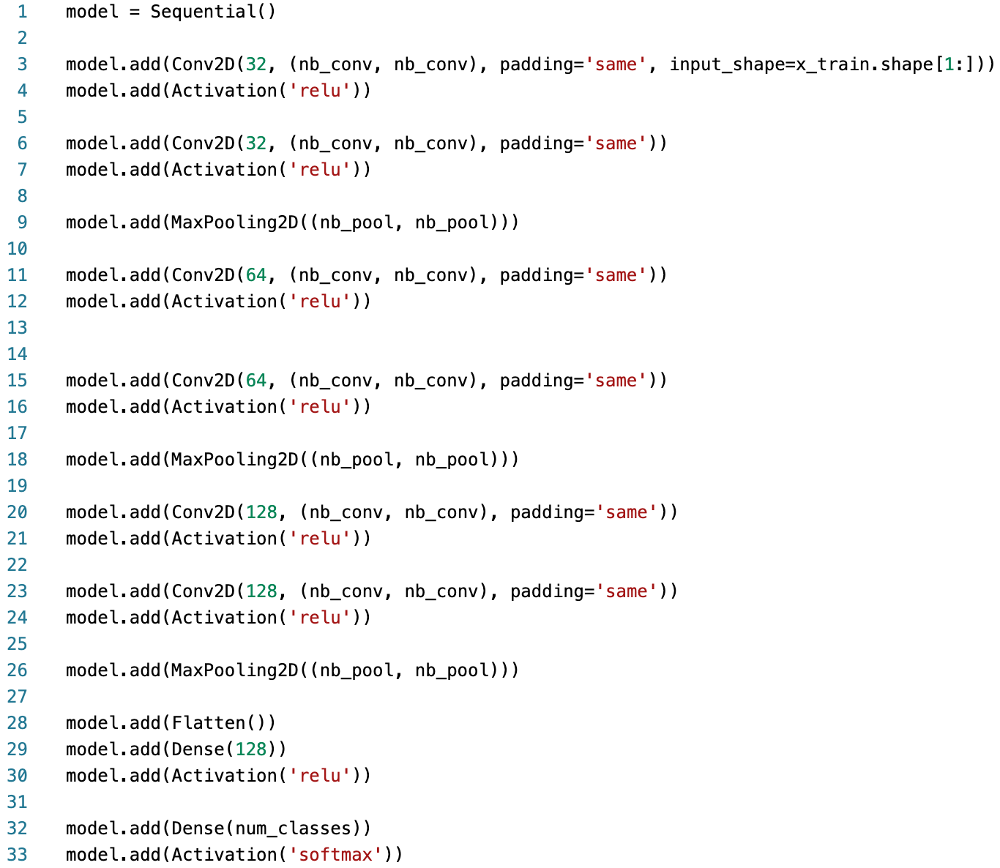 1 model = Sequential()
2
3 model.add(Conv2D(32, (nb_conv, nb_conv), padding='same', input_shape=x_train.shape[1:]))
4 model.add(Activation('relu'))
5
6 model.add(Conv2D(32, (nb_conv, nb_conv), padding='same'))
7 model.add(Activation('relu'))
8
9 model.add(MaxPooling2D((nb_pool, nb_pool)))
10
11 model.add(Conv2D(64, (nb_conv, nb_conv), padding='same'))
12 model.add(Activation('relu'))
13
14
15 model.add(Conv2D(64, (nb_conv, nb_conv), padding='same'))
16 model.add(Activation('relu'))
17
18 model.add(MaxPooling2D((nb_pool, nb_pool)))
19
20 model.add(Conv2D(128, (nb_conv, nb_conv), padding='same'))
21 model.add(Activation('relu'))
22
23 model.add(Conv2D(128, (nb_conv, nb_conv), padding='same'))
24 model.add(Activation('relu'))
25
26 model.add(MaxPooling2D((nb_pool, nb_pool)))
27
28 model.add(Flatten())
29 model.add(Dense(128))
30 model.add(Activation('relu'))
31
32 model.add(Dense(num_classes))
33 model.add(Activation('softmax'))